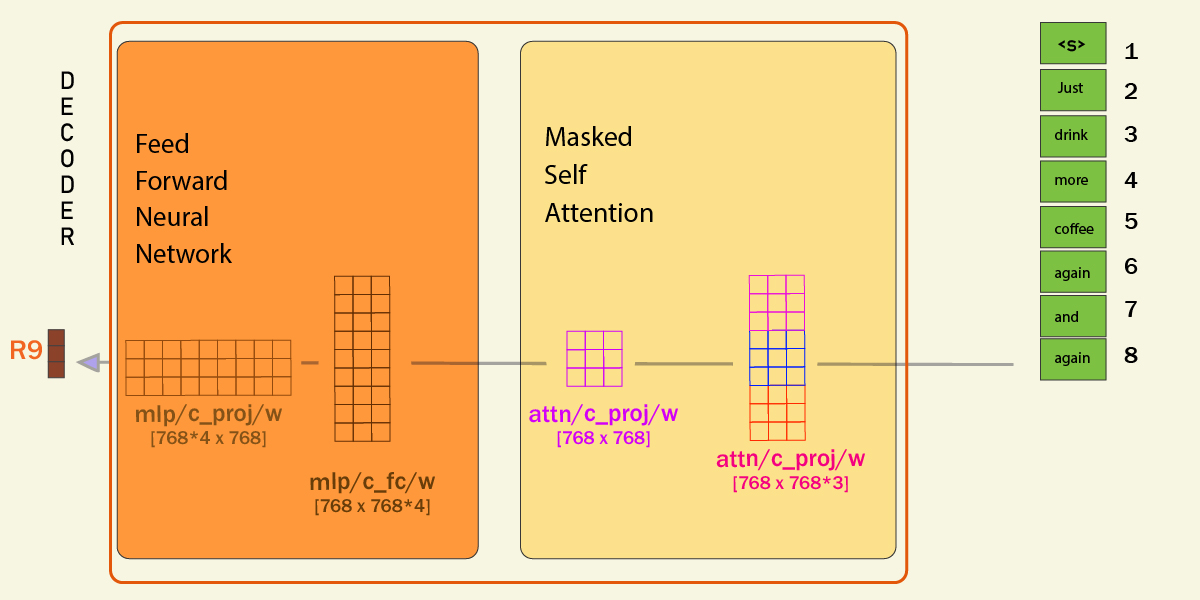 D
E
C
O
D
E
R
R9
Feed
Forward
Neural
Network
mlp/c_proj/w
[768*4 x 768]
mlp/c_fc/w
[768 x 768*4]
Masked
Self
Attention
attn/c_proj/w
[768 x 768]
attn/c_proj/w
[768 x 768*3]
<s> 1
Just 2
drink 3
more 4
coffee 5
again 6
and 7
again 8